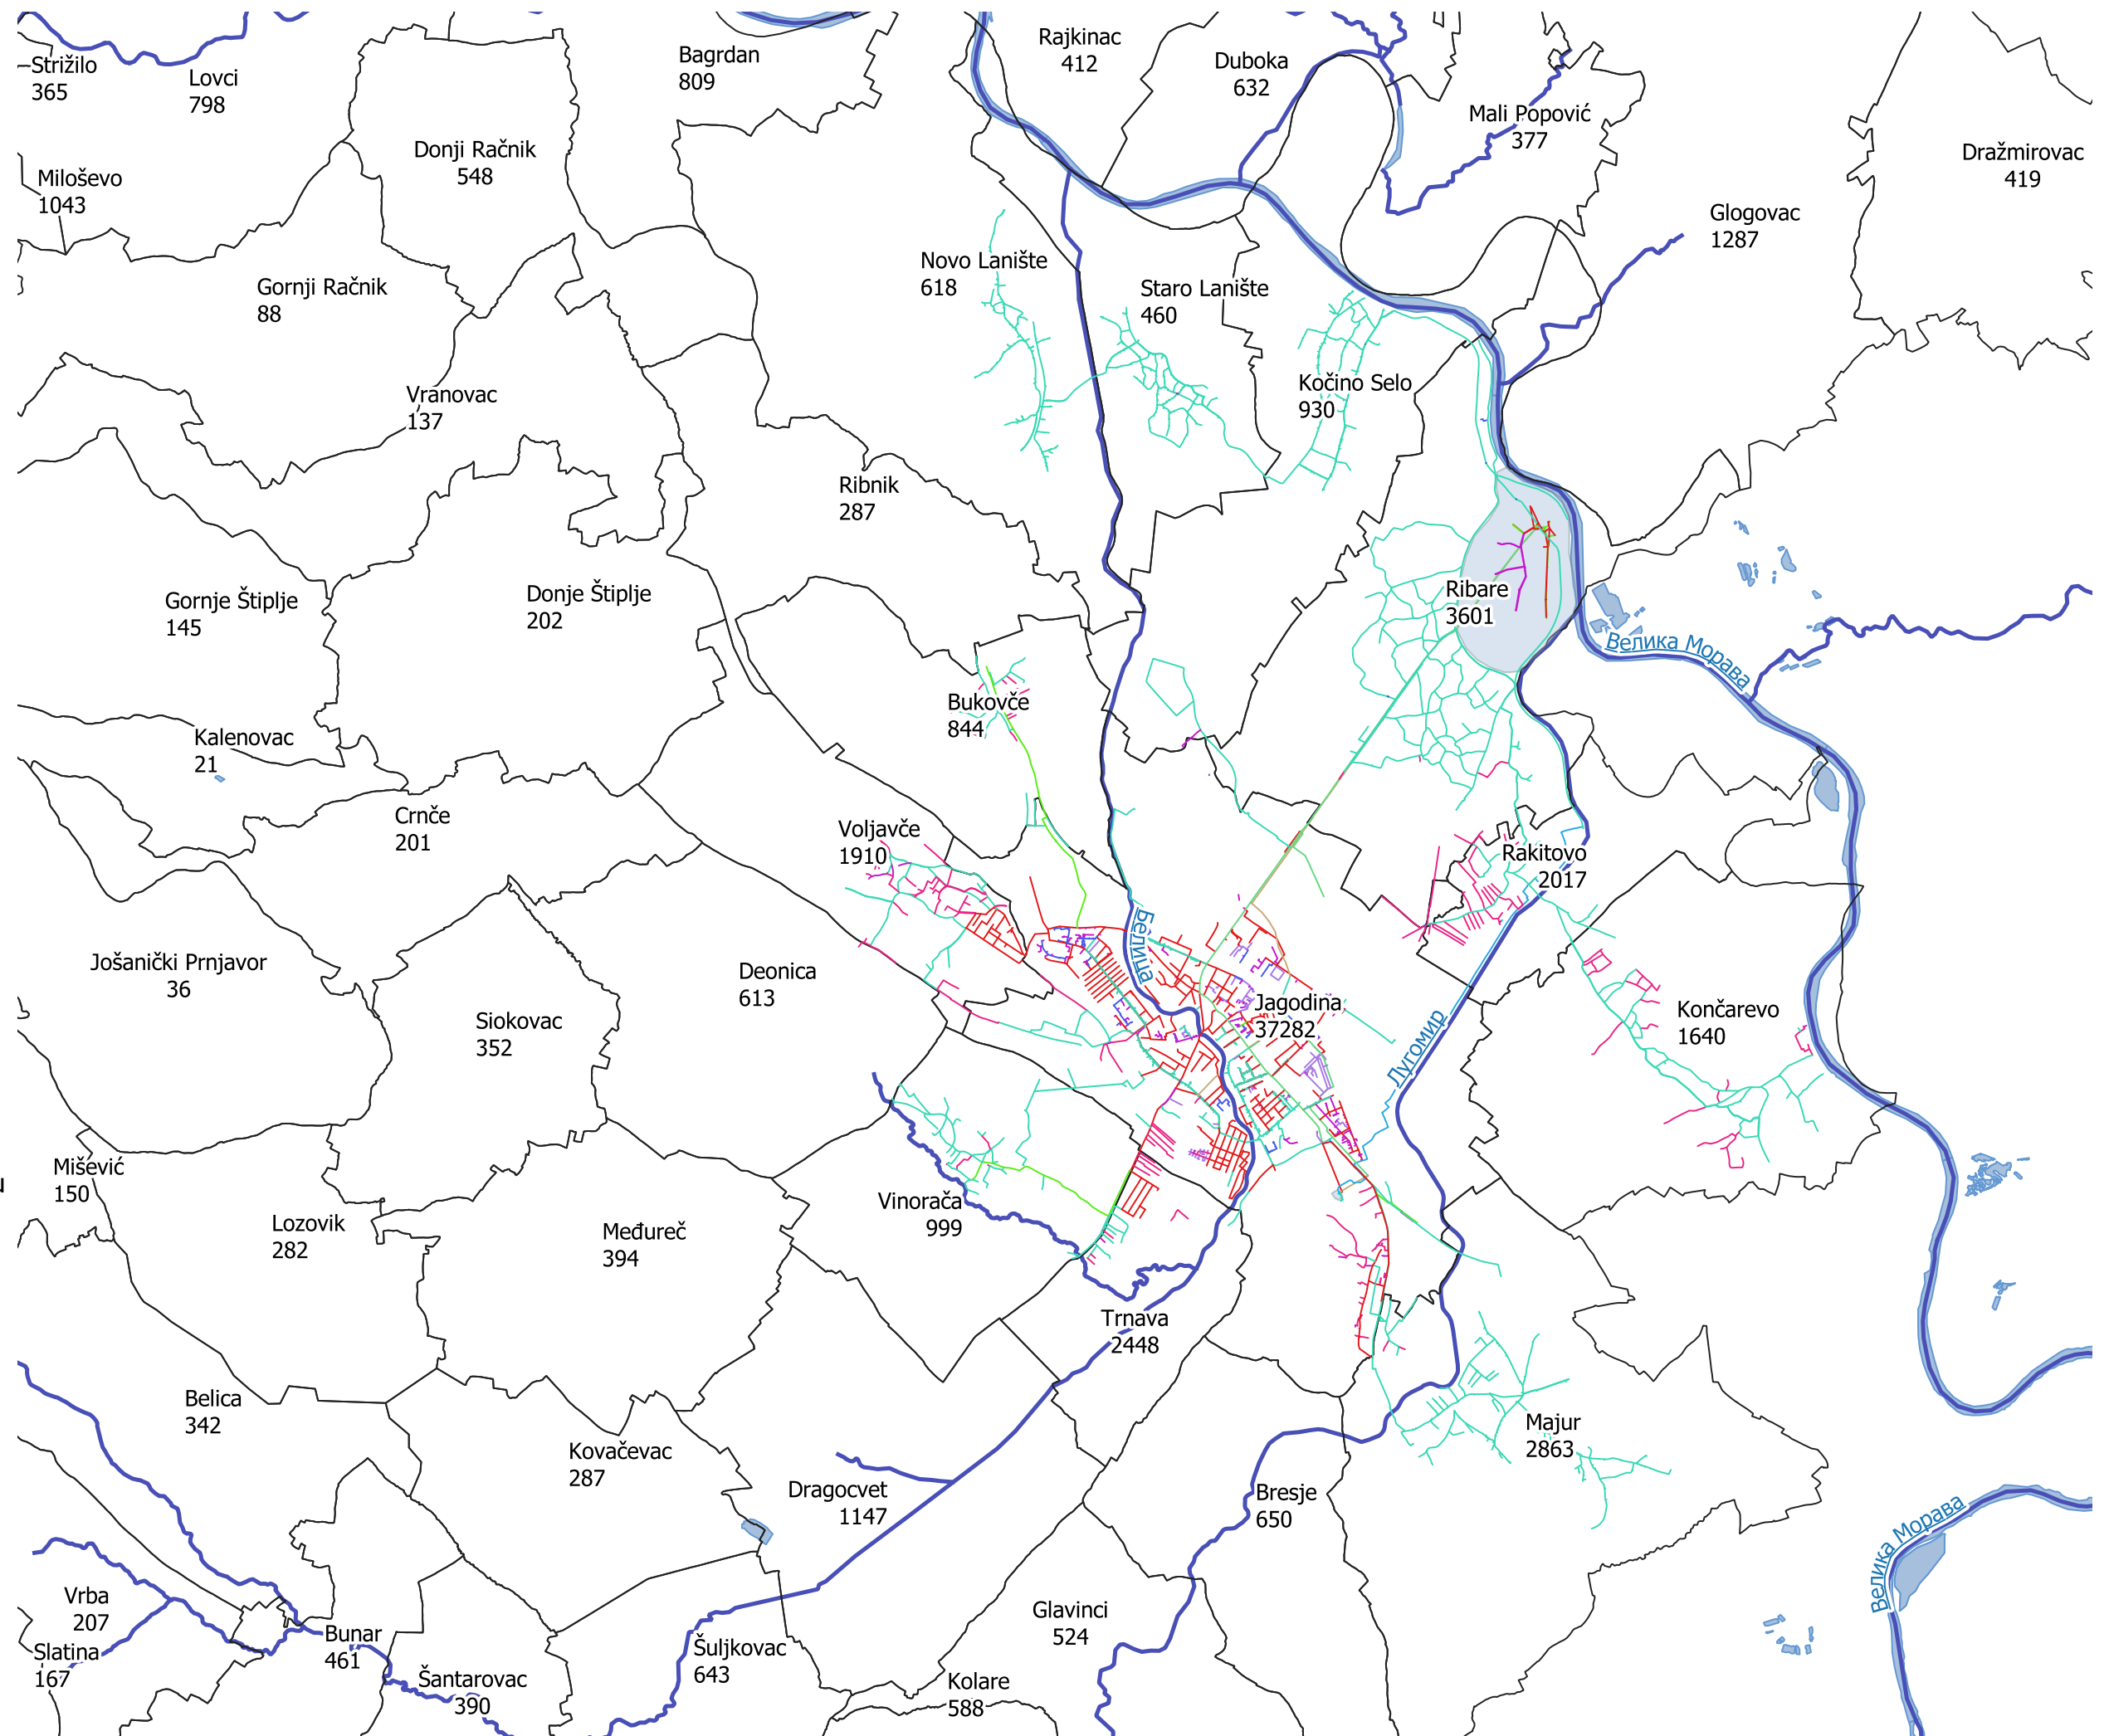 Rajkinac
412
Bagrdan
809
Duboka
632
Strižilo
365
Lovci
798
Mali Popović
377
Donji Račnik
548
Dražmirovac
419
Miloševo
1043
Glogovac
1287
Novo Lanište
618
Gornji Račnik
88
Staro Lanište
460
Kočino Selo
930
Vranovac
137
Ribnik
287
Ribare
3601
Gornje Štiplje
145
Donje Štiplje
202
Велика Морава
Bukovče
844
Kalenovac
21
Crnče
201
Voljavče
1910
Rakitovo
2017
Белица
Jošanički Prnjavor
36
Deonica
613
Jagodina
37282
Končarevo
1640
Siokovac
352
Лугомир
Mišević
150
Vinorača
999
Lozovik
282
Međureč
394
Trnava
2448
Belica
342
Majur
2863
Kovačevac
287
Dragocvet
1147
Bresje
650
Велика Морава
Vrba
207
Glavinci
524
Bunar
461
Šuljkovac
643
Slatina
167
Šantarovac
390
Kolare
588